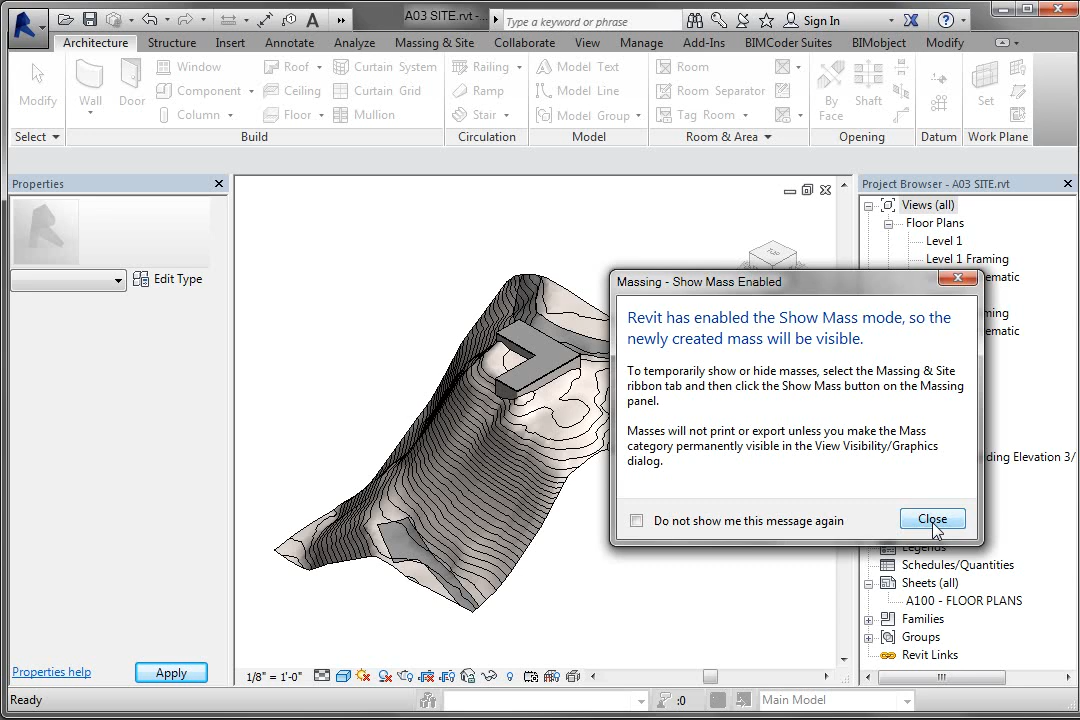 A03 SITE.rvt -...
Type a keyword or phrase
Sign In
Architecture Structure Insert Annotate Analyze Massing & Site Collaborate View Manage Add-Ins BIMCoder Suites BIMobject Modify
Window Roof Curtain System Railing Model Text Room
Modify Wall Door Component Ceiling Curtain Grid Ramp Model Line Room Separator By Face Shaft Set
Column Floor Mullion Stair Model Group Tag Room
Select Build Circulation Model Room & Area Opening Datum Work Plane
Properties
Edit Type
Properties help
Apply
TOP
Massing - Show Mass Enabled
Revit has enabled the Show Mass mode, so the
newly created mass will be visible.
To temporarily show or hide masses, select the Massing & Site
ribbon tab and then click the Show Mass button on the Massing
panel.
Masses will not print or export unless you make the Mass
category permanently visible in the View Visibility/Graphics
dialog.
Do not show me this message again
Close
Project Browser - A03 SITE.rvt
Views (all)
Floor Plans
Level 1
Level 1 Framing
ematic
ming
ematic
ding Elevation 3/
Legends
Schedules/Quantities
Sheets (all)
A100 - FLOOR PLANS
Families
Groups
Revit Links
1/8" = 1'-0"
Ready
:0
Main Model